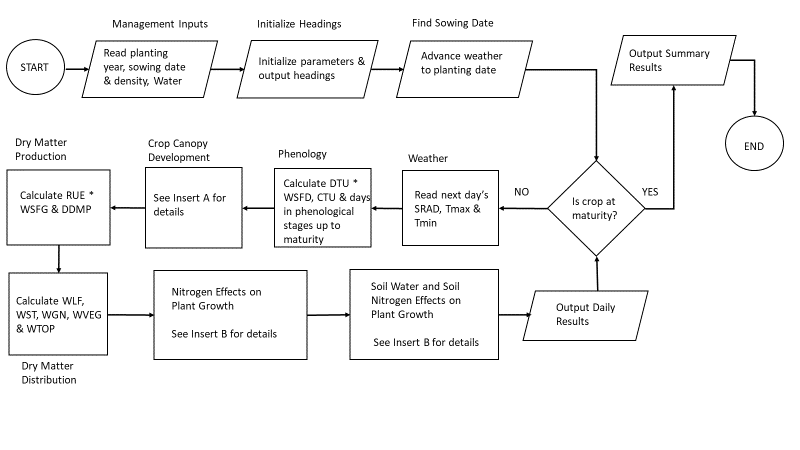 Management Inputs
Initialize Headings
Find Sowing Date
START
Read planting
year, sowing date
& density, Water
Initialize parameters &
output headings
Advance weather
to planting date
Output Summary
Results
END
Dry Matter
Production
Crop Canopy
Development
Phenology
Weather
Calculate RUE *
WSFG & DDMP
See Insert A for
details
Calculate DTU *
WSFD, CTU & days
in phenological
stages up to
maturity
Read next day's
SRAD, Tmax &
Tmin
NO
Is crop at
maturity?
YES
Calculate WLF,
WST, WGN, WVEG
& WTOP
Dry Matter
Distribution
Nitrogen Effects on
Plant Growth
See Insert B for details
Soil Water and Soil
Nitrogen Effects on
Plant Growth
See Insert B for details
Output Daily
Results